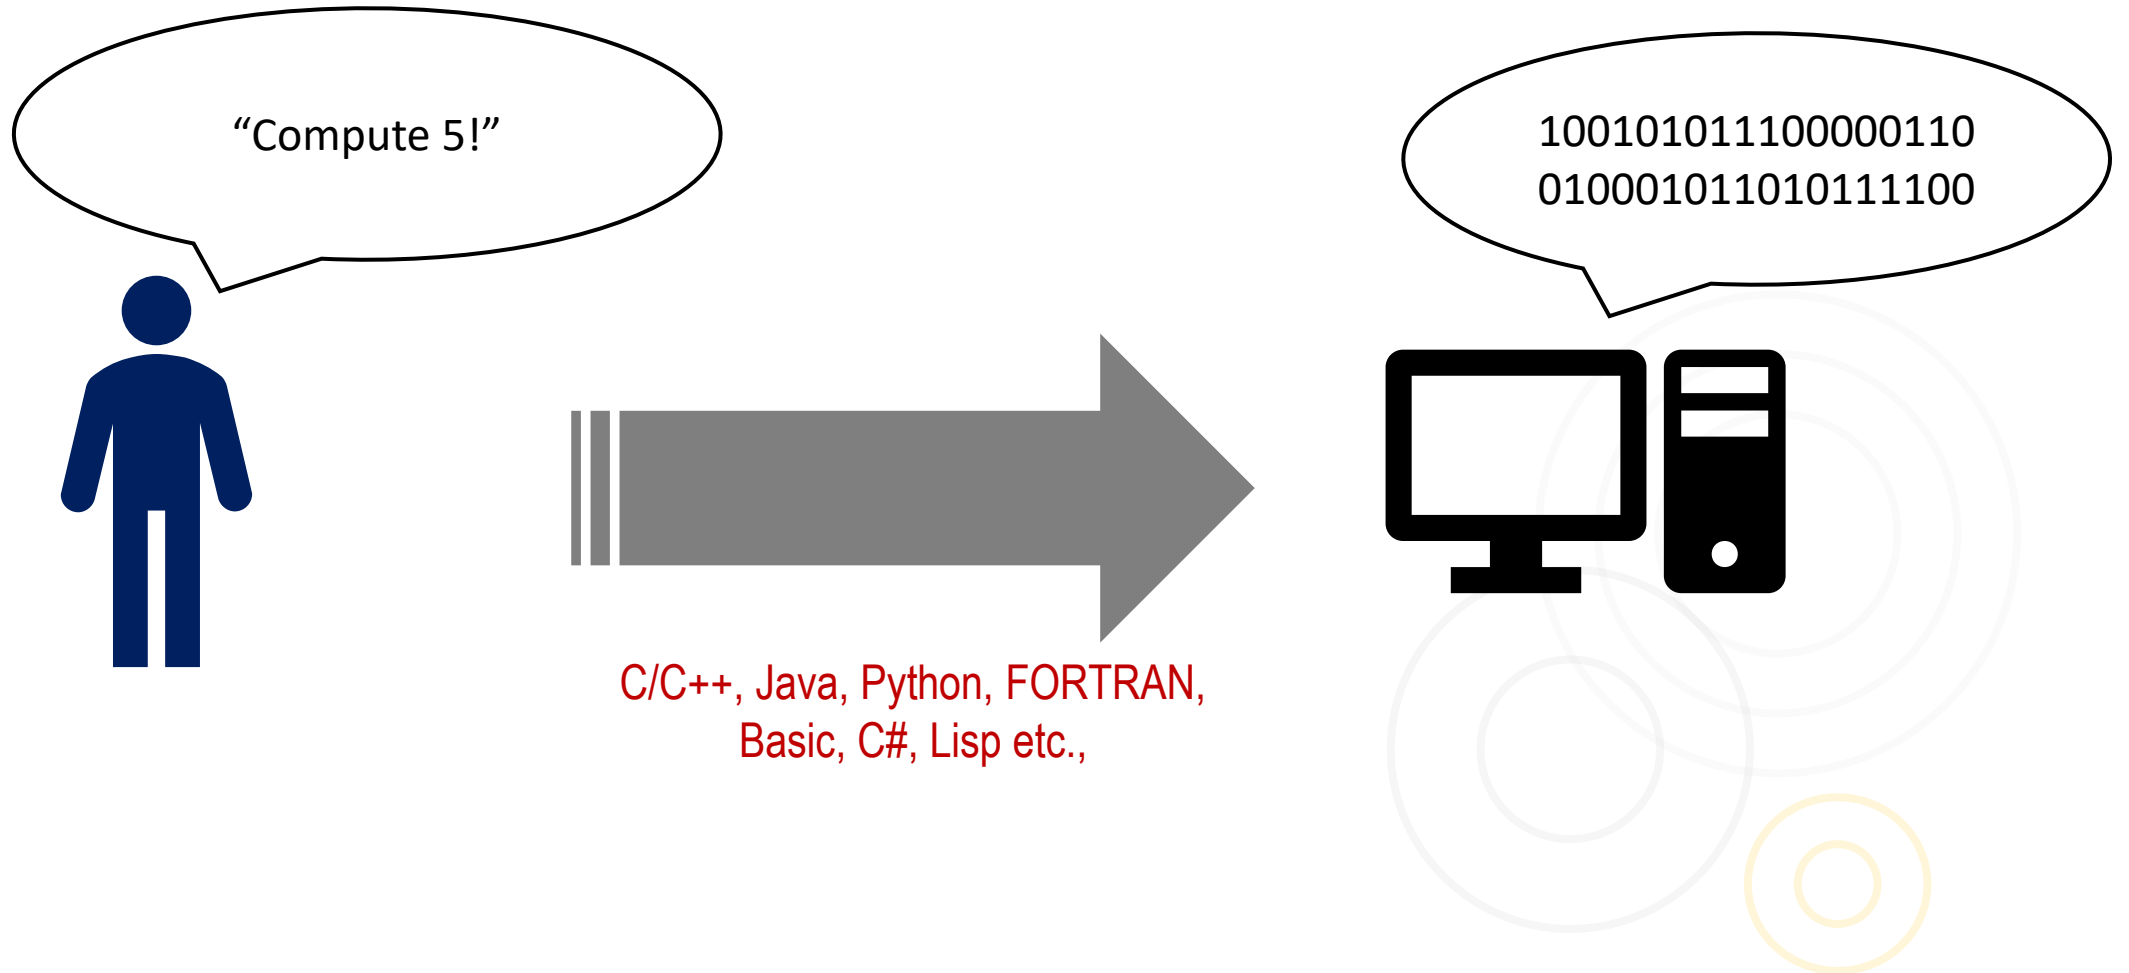 “Compute 5!”
100101011100000110
010001011010111100
C/C++, Java, Python, FORTRAN,
Basic, C#, Lisp etc.,